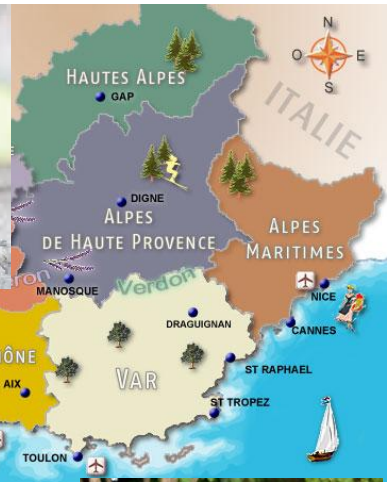 N
O
E
S
HAUTES ALPES
GAP
ITALIE
DIGNE
ALPES
DE HAUTE PROVENCE
ALPES
MARITIMES
MANOSQUE
Verdon
NICE
DRAGUIGNAN
CANNES
ST RAPHAEL
AIX
VAR
ST TROPEZ
TOULON